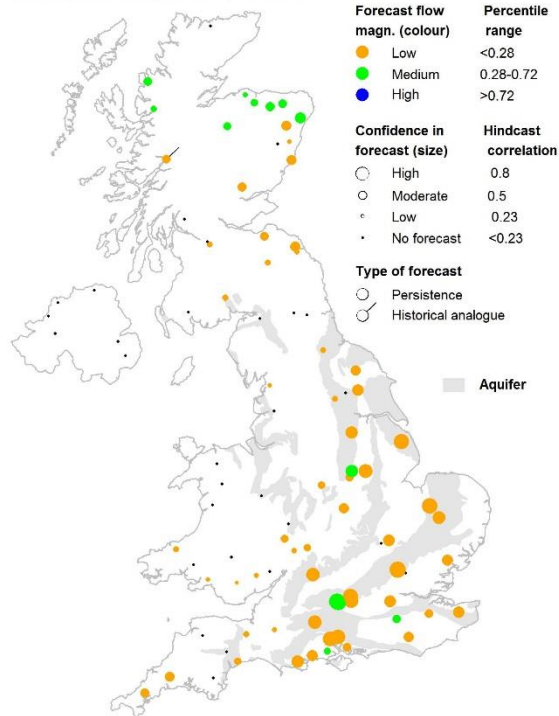 Forecast flow Percentile
magn. (colour) range
Low <0.28
Medium 0.28-0.72
High >0.72
Confidence in Hindcast
forecast (size) correlation
High 0.8
Moderate 0.5
Low 0.23
No forecast <0.23
Type of forecast
Persistence
Historical analogue
Aquifer